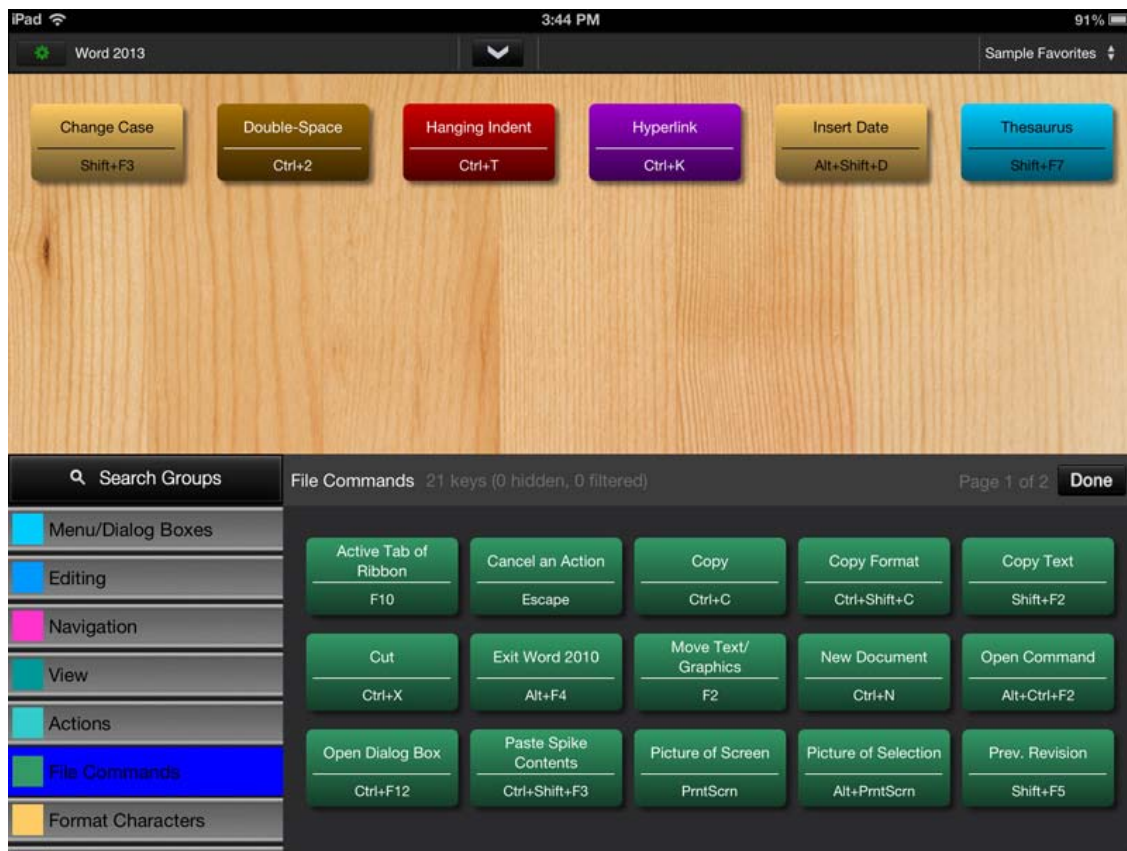 iPad 3:44 PM 91%
Word 2013 Sample Favorites
Change Case Double-Space Hanging Indent Hyperlink Insert Date Thesaurus
Shift+F3 Ctrl+2 Ctrl+T Ctrl+K Alt+Shift+D Shift+F7
Search Groups
Menu/Dialog Boxes
Editing
Navigation
View
Actions
File Commands
Format Characters
File Commands 21 keys (0 hidden, 0 filtered) Page 1 of 2 Done
Active Tab of
Ribbon
F10
Cancel an Action
Escape
Copy
Ctrl+C
Copy Format
Ctrl+Shift+C
Copy Text
Shift+F2
Cut
Ctrl+X
Exit Word 2010
Alt+F4
Move Text/
Graphics
F2
New Document
Ctrl+N
Open Command
Alt+Ctrl+F2
Open Dialog Box
Ctrl+F12
Paste Spike
Contents
Ctrl+Shift+F3
Picture of Screen
PrntScrn
Picture of Selection
Alt+PrntScrn
Prev. Revision
Shift+F5